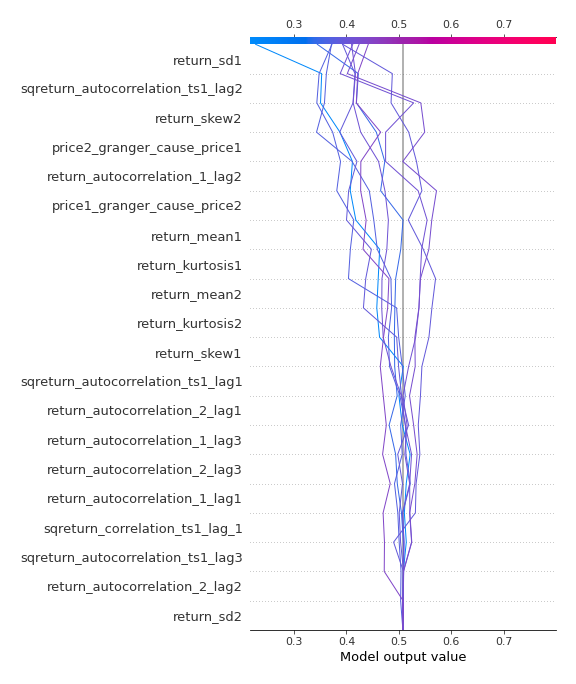 0.3 0.4 0.5 0.6 0.7
return_sd1
sqreturn_autocorrelation_ts1_lag2
return_skew2
price2_granger_cause_price1
return_autocorrelation_1_lag2
price1_granger_cause_price2
return_mean1
return_kurtosis1
return_mean2
return_kurtosis2
return_skew1
sqreturn_autocorrelation_ts1_lag1
return_autocorrelation_2_lag1
return_autocorrelation_1_lag3
return_autocorrelation_2_lag3
return_autocorrelation_1_lag1
sqreturn_correlation_ts1_lag_1
sqreturn_autocorrelation_ts1_lag3
return_autocorrelation_2_lag2
return_sd2
0.3 0.4 0.5 0.6 0.7
Model output value